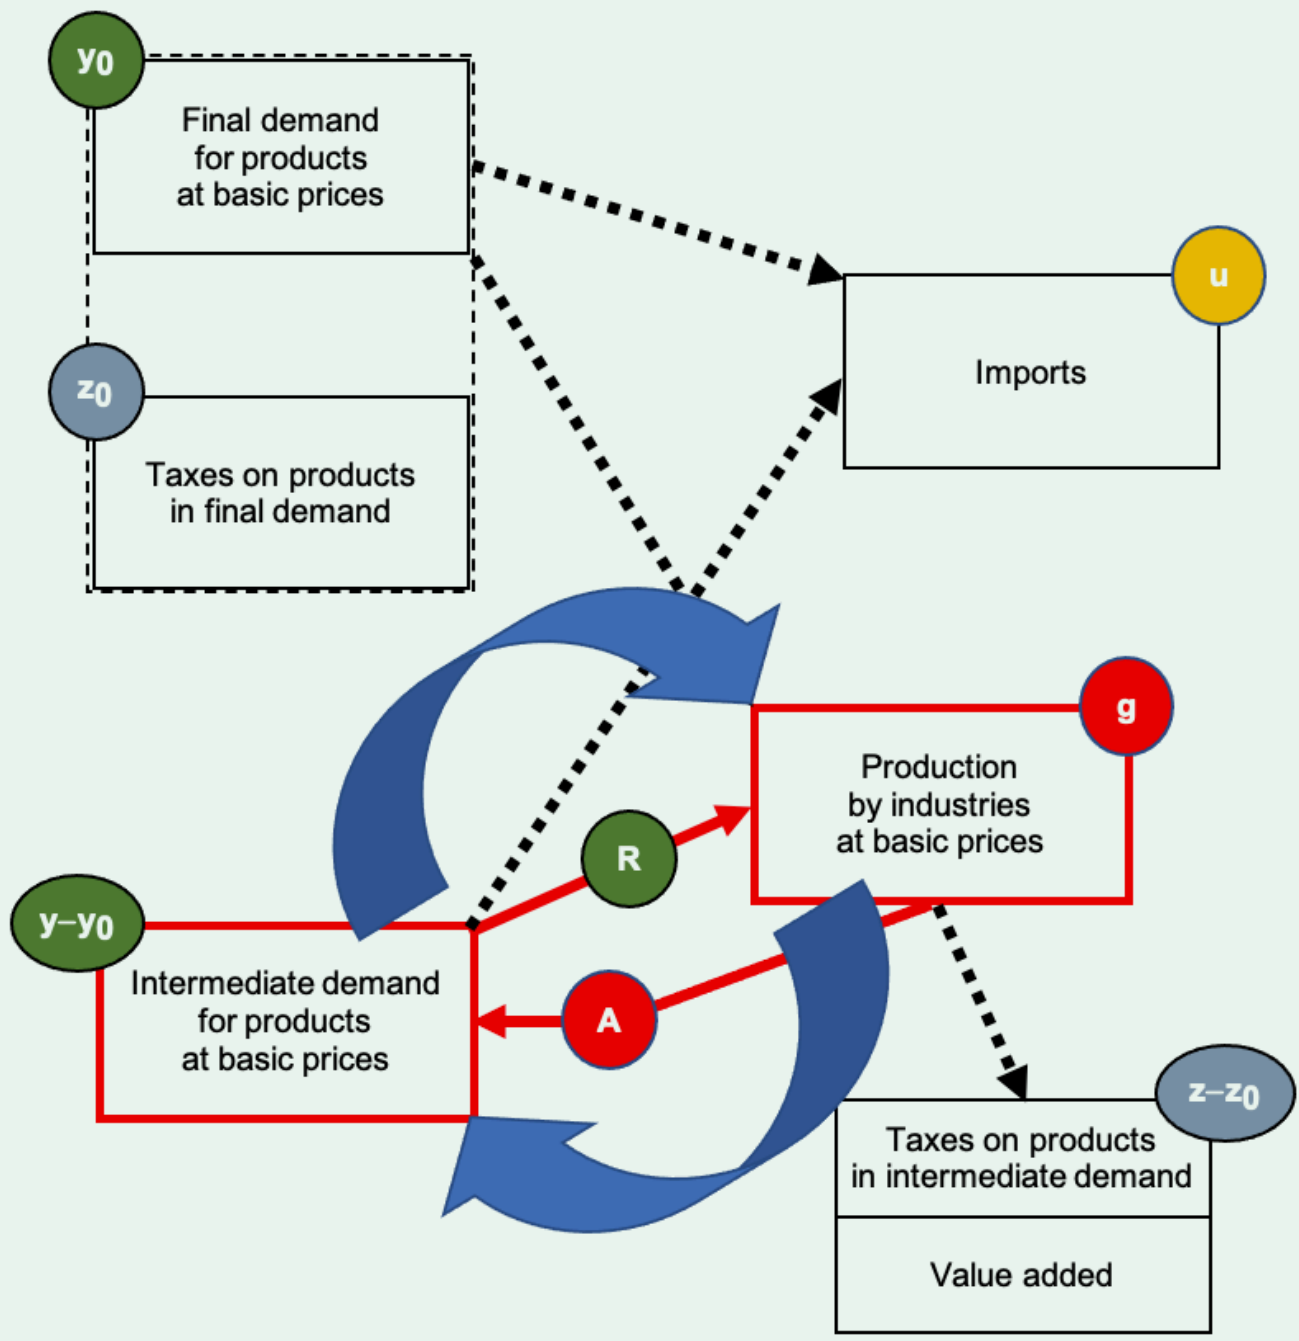 y0
Final demand
for products
at basic prices
u
Imports
z0
Taxes on products
in final demand
g
Production
by industries
at basic prices
R
y–y0
Intermediate demand
for products
at basic prices
A
z–z0
Taxes on products
in intermediate demand
Value added